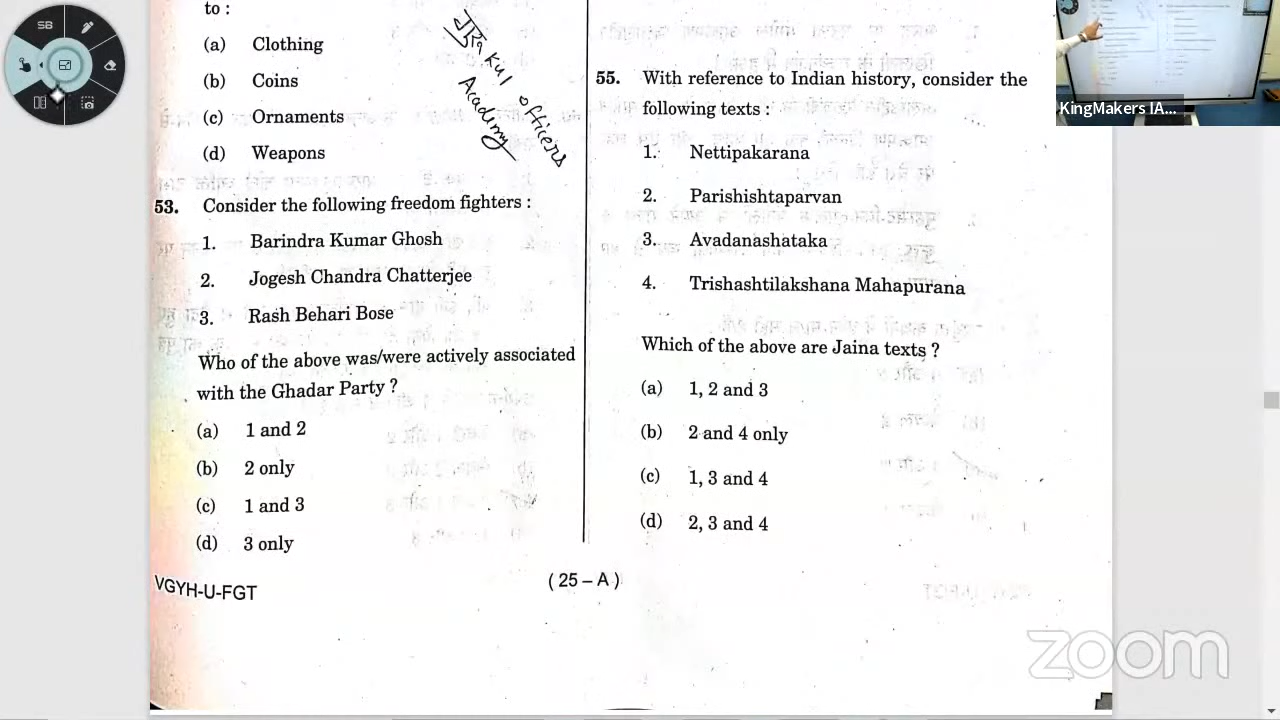 to :
(a) Clothing
(b) Coins
(c) Ornaments
(d) Weapons
गुरुkul officers
Academy
53. Consider the following freedom fighters :
1. Barindra Kumar Ghosh
2. Jogesh Chandra Chatterjee
3. Rash Behari Bose
Who of the above was/were actively associated
with the Ghadar Party ?
(a) 1 and 2
(b) 2 only
(c) 1 and 3
(d) 3 only
55. With reference to Indian history, consider the
following texts :
1. Nettipakarana
2. Parishishtaparvan
3. Avadanashataka
4. Trishashtilakshana Mahapurana
Which of the above are Jaina texts ?
(a) 1, 2 and 3
(b) 2 and 4 only
(c) 1, 3 and 4
(d) 2, 3 and 4
VGYH-U-FGT
( 25 – A )
SB
KingMakers IA...
zoom